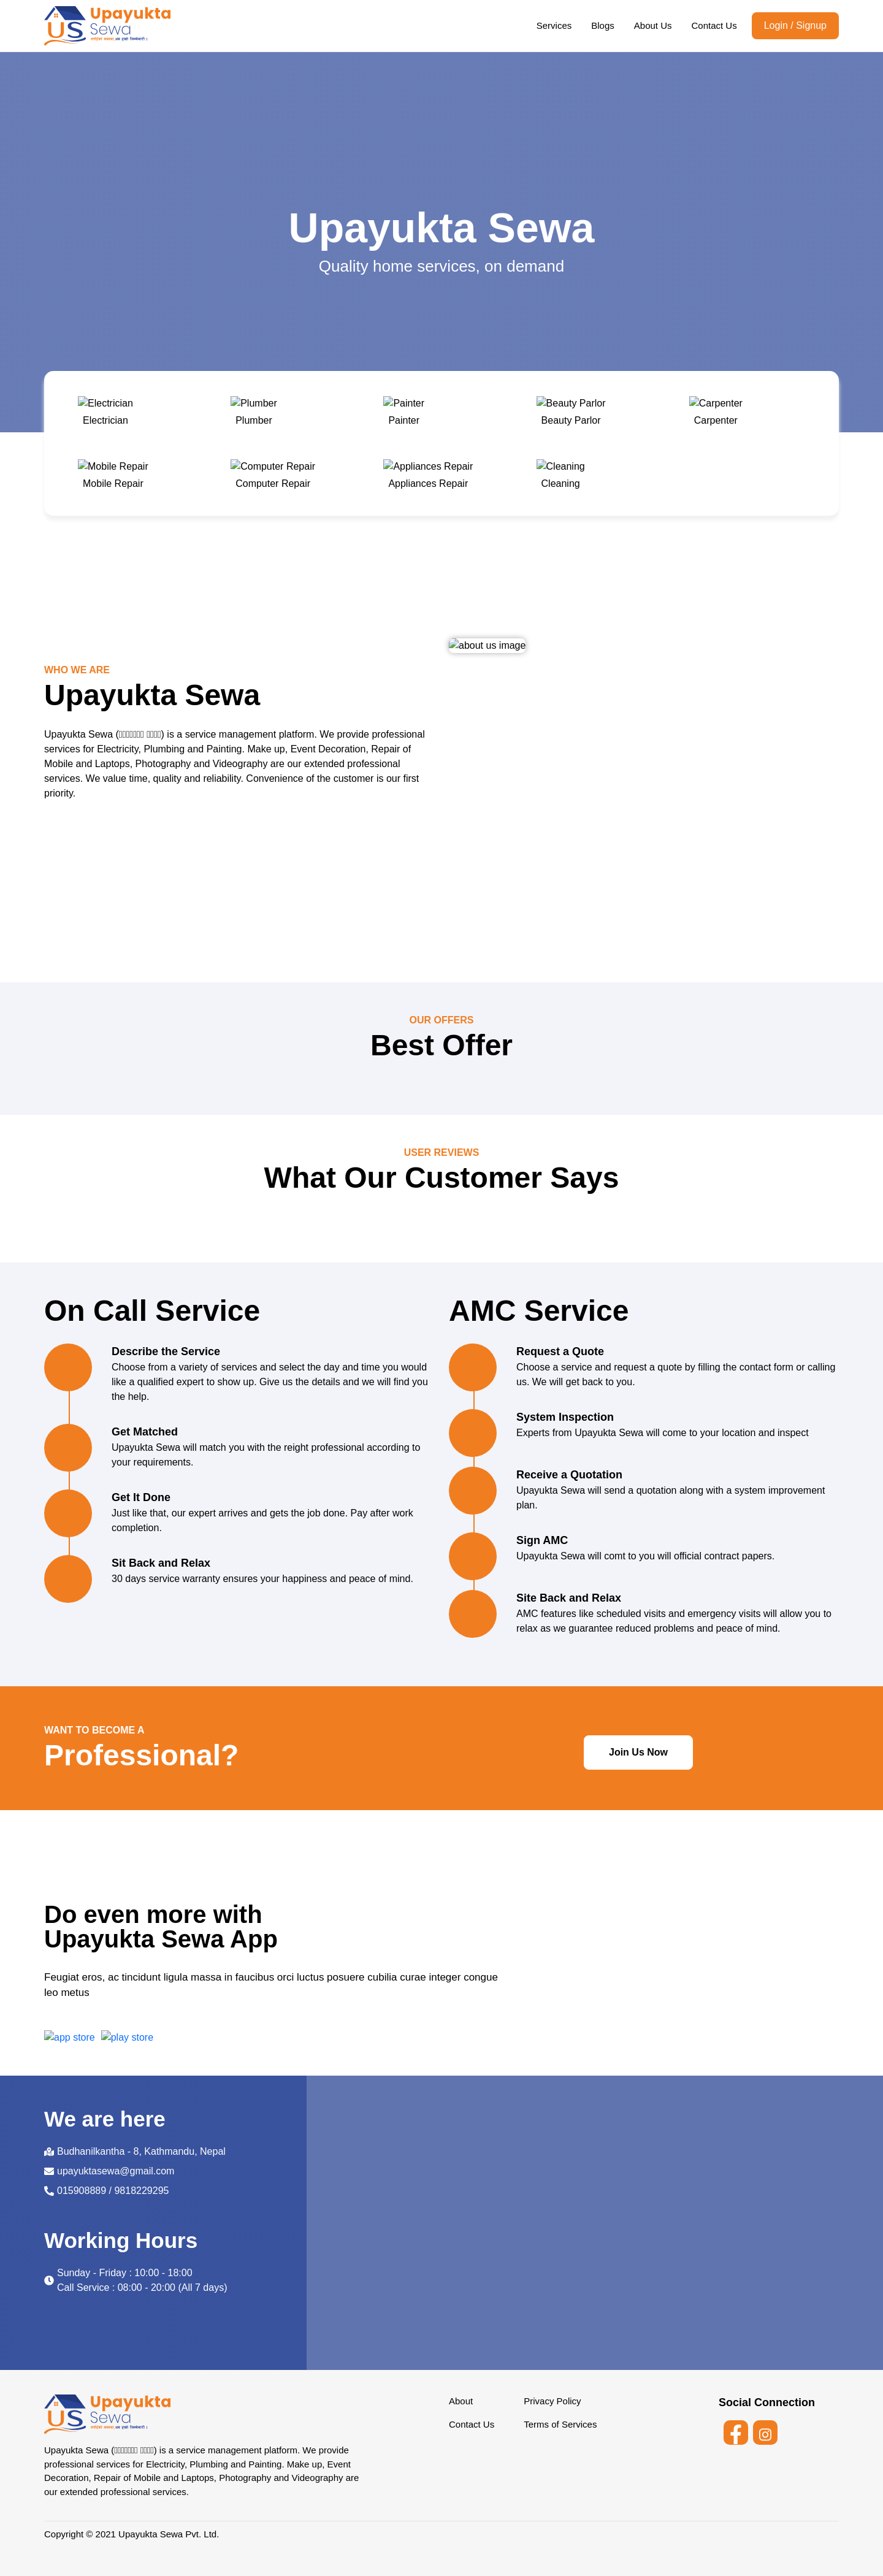 Upayukta
Sewa
US
Services
Blogs
About Us
Contact Us
Login / Signup
Upayukta Sewa
Quality home services, on demand
Electrician
Plumber
Painter
Beauty Parlor
Carpenter
Electrician
Plumber
Painter
Beauty Parlor
Carpenter
Mobile Repair
Computer Repair
Appliances Repair
Cleaning
Mobile Repair
Computer Repair
Appliances Repair
Cleaning
about us image
WHO WE ARE
Upayukta Sewa
Upayukta Sewa ( ) is a service management platform. We provide professional
services for Electricity, Plumbing and Painting. Make up, Event Decoration, Repair of
Mobile and Laptops, Photography and Videography are our extended professional
services. We value time, quality and reliability. Convenience of the customer is our first
priority.
OUR OFFERS
Best Offer
USER REVIEWS
What Our Customer Says
On Call Service
Describe the Service
Choose from a variety of services and select the day and time you would
like a qualified expert to show up. Give us the details and we will find you
the help.
Get Matched
Upayukta Sewa will match you with the reight professional according to
your requirements.
Get It Done
Just like that, our expert arrives and gets the job done. Pay after work
completion.
Sit Back and Relax
30 days service warranty ensures your happiness and peace of mind.
AMC Service
Request a Quote
Choose a service and request a quote by filling the contact form or calling
us. We will get back to you.
System Inspection
Experts from Upayukta Sewa will come to your location and inspect
Receive a Quotation
Upayukta Sewa will send a quotation along with a system improvement
plan.
Sign AMC
Upayukta Sewa will comt to you will official contract papers.
Site Back and Relax
AMC features like scheduled visits and emergency visits will allow you to
relax as we guarantee reduced problems and peace of mind.
WANT TO BECOME A
Professional?
Join Us Now
Do even more with
Upayukta Sewa App
Feugiat eros, ac tincidunt ligula massa in faucibus orci luctus posuere cubilia curae integer congue
leo metus
app store
play store
We are here
Budhanilkantha - 8, Kathmandu, Nepal
upayuktasewa@gmail.com
015908889 / 9818229295
Working Hours
Sunday - Friday : 10:00 - 18:00
Call Service : 08:00 - 20:00 (All 7 days)
Upayukta
Sewa
US
Upayukta Sewa ( ) is a service management platform. We provide
professional services for Electricity, Plumbing and Painting. Make up, Event
Decoration, Repair of Mobile and Laptops, Photography and Videography are
our extended professional services.
About
Privacy Policy
Contact Us
Terms of Services
Social Connection
Copyright © 2021 Upayukta Sewa Pvt. Ltd.